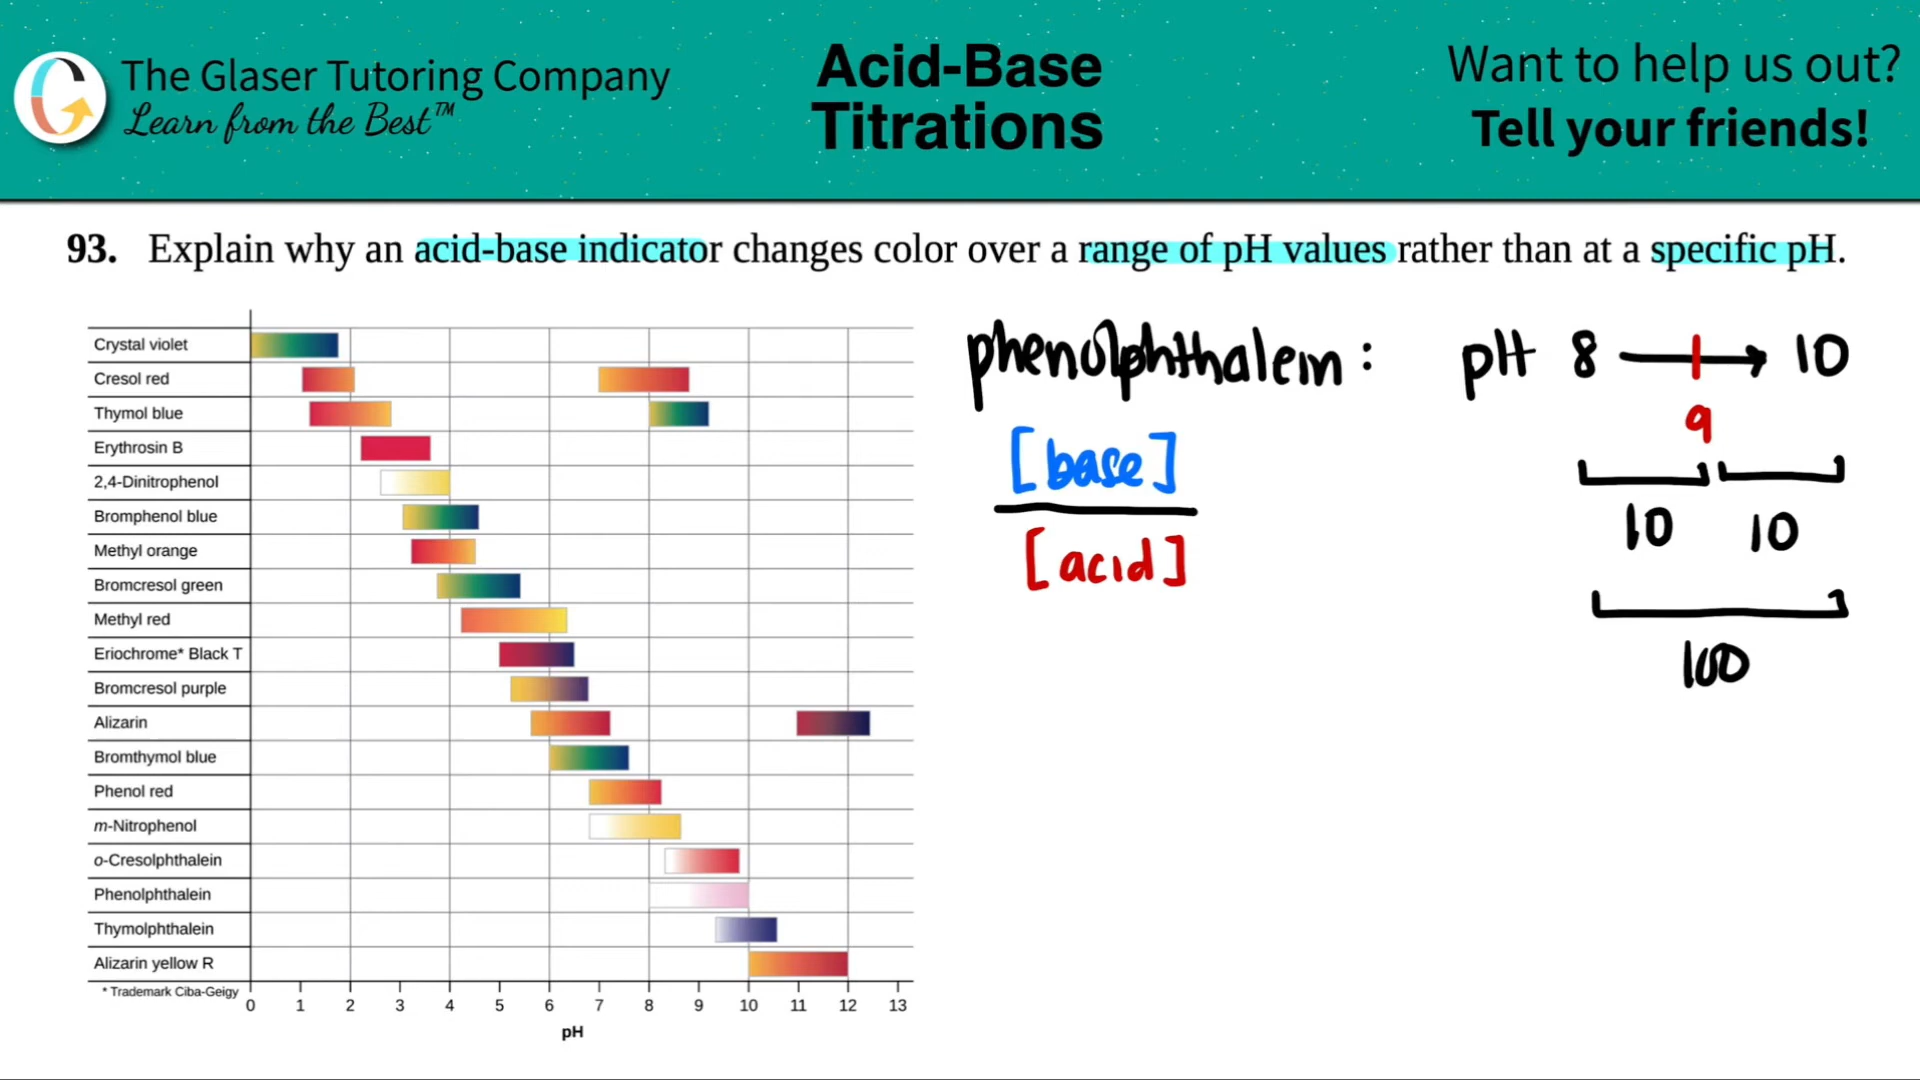 The Glaser Tutoring Company
Learn from the Best™
Acid-Base
Titrations
Want to help us out?
Tell your friends!
93. Explain why an acid-base indicator changes color over a range of pH values rather than at a specific pH.
Crystal violet
Cresol red
Thymol blue
Erythrosin B
2,4-Dinitrophenol
Bromphenol blue
Methyl orange
Bromcresol green
Methyl red
Eriochrome* Black T
Bromcresol purple
Alizarin
Bromthymol blue
Phenol red
m-Nitrophenol
o-Cresolphthalein
Phenolphthalein
Thymolphthalein
Alizarin yellow R
* Trademark Ciba-Geigy
0 1 2 3 4 5 6 7 8 9 10 11 12 13
pH
phenolphthalein: pH 8 → 10
9
[base]
[acid]
10 10
100